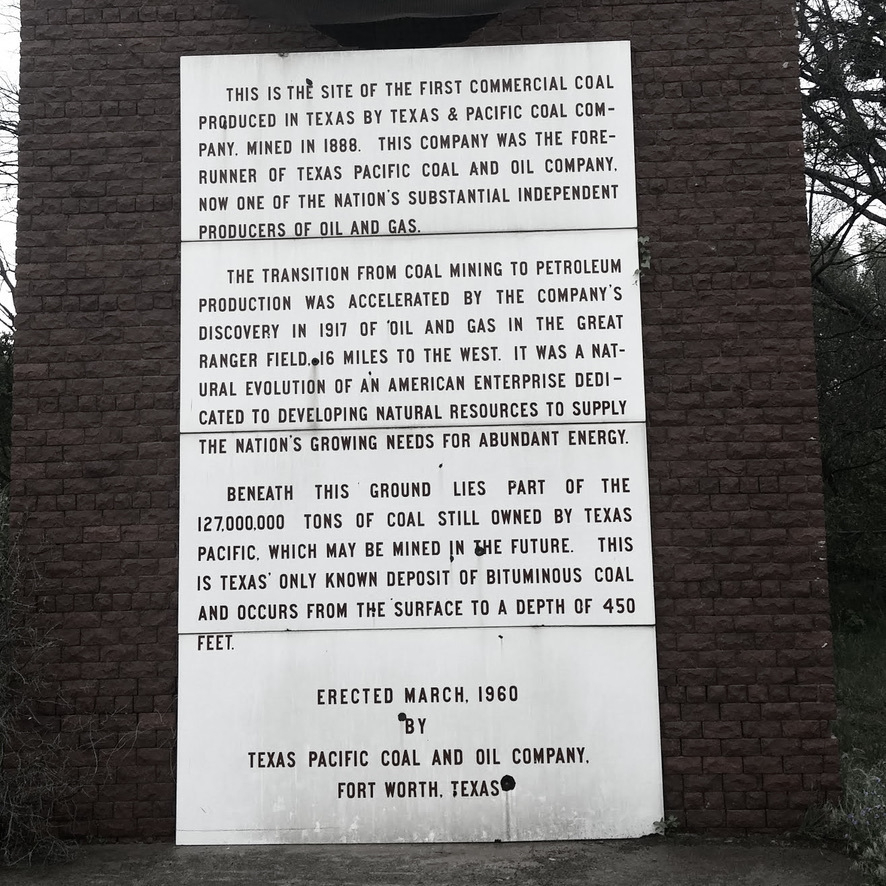 THIS IS THE SITE OF THE FIRST COMMERCIAL COAL
PRODUCED IN TEXAS BY TEXAS & PACIFIC COAL COM-
PANY. MINED IN 1888. THIS COMPANY WAS THE FORE-
RUNNER OF TEXAS PACIFIC COAL AND OIL COMPANY,
NOW ONE OF THE NATION'S SUBSTANTIAL INDEPENDENT
PRODUCERS OF OIL AND GAS.
THE TRANSITION FROM COAL MINING TO PETROLEUM
PRODUCTION WAS ACCELERATED BY THE COMPANY'S
DISCOVERY IN 1917 OF OIL AND GAS IN THE GREAT
RANGER FIELD, 16 MILES TO THE WEST. IT WAS A NAT-
URAL EVOLUTION OF AN AMERICAN ENTERPRISE DEDI-
CATED TO DEVELOPING NATURAL RESOURCES TO SUPPLY
THE NATION'S GROWING NEEDS FOR ABUNDANT ENERGY.
BENEATH THIS GROUND LIES PART OF THE
127,000,000 TONS OF COAL STILL OWNED BY TEXAS
PACIFIC, WHICH MAY BE MINED IN THE FUTURE. THIS
IS TEXAS' ONLY KNOWN DEPOSIT OF BITUMINOUS COAL
AND OCCURS FROM THE SURFACE TO A DEPTH OF 450
FEET.
ERECTED MARCH, 1960
BY
TEXAS PACIFIC COAL AND OIL COMPANY,
FORT WORTH, TEXAS